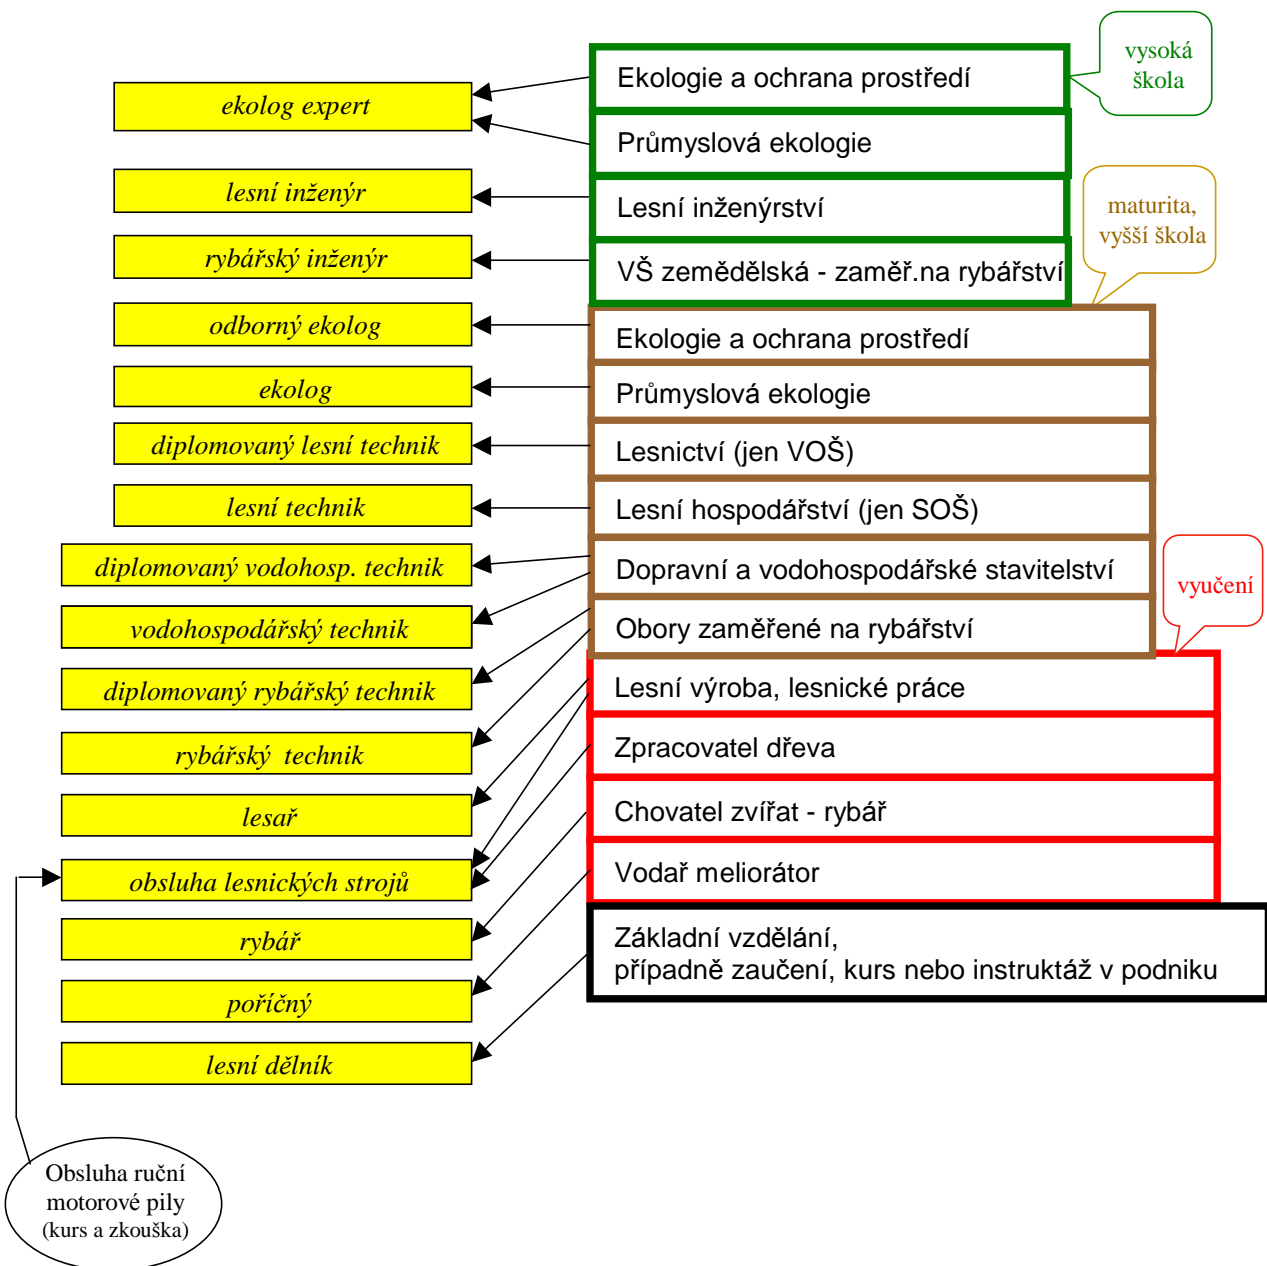 vysoká
škola
Ekologie a ochrana prostředí
ekolog expert
Průmyslová ekologie
lesní inženýr
Lesní inženýrství
maturita,
vyšší škola
rybářský inženýr
VŠ zemědělská - zaměř.na rybářství
odborný ekolog
Ekologie a ochrana prostředí
ekolog
Průmyslová ekologie
diplomovaný lesní technik
Lesnictví (jen VOŠ)
lesní technik
Lesní hospodářství (jen SOŠ)
diplomovaný vodohosp. technik
Dopravní a vodohospodářské stavitelství
vyučení
vodohospodářský technik
Obory zaměřené na rybářství
diplomovaný rybářský technik
Lesní výroba, lesnické práce
rybářský technik
Zpracovatel dřeva
lesař
Chovatel zvířat - rybář
obsluha lesnických strojů
Vodař meliorátor
rybář
Základní vzdělání,
případně zaučení, kurs nebo instruktáž v podniku
poříčný
lesní dělník
Obsluha ruční
motorové pily
(kurs a zkouška)